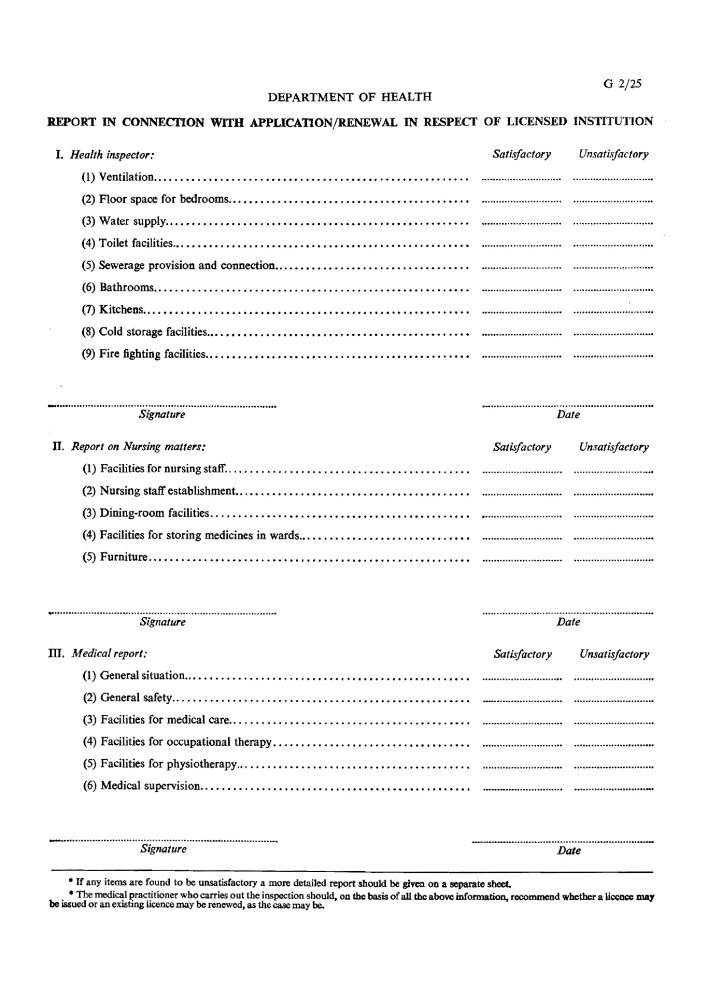 G 2/25
DEPARTMENT OF HEALTH
REPORT IN CONNECTION WITH APPLICATION/RENEWAL IN RESPECT OF LICENSED INSTITUTION
I. Health inspector: Satisfactory Unsatisfactory
(1) Ventilation
(2) Floor space for bedrooms
(3) Water supply
(4) Toilet facilities
(5) Sewerage provision and connection
(6) Bathrooms
(7) Kitchens
(8) Cold storage facilities
(9) Fire fighting facilities
Signature Date
II. Report on Nursing matters: Satisfactory Unsatisfactory
(1) Facilities for nursing staff
(2) Nursing staff establishment
(3) Dining-room facilities
(4) Facilities for storing medicines in wards
(5) Furniture
Signature Date
III. Medical report: Satisfactory Unsatisfactory
(1) General situation
(2) General safety
(3) Facilities for medical care
(4) Facilities for occupational therapy
(5) Facilities for physiotherapy
(6) Medical supervision
Signature Date
* If any items are found to be unsatisfactory a more detailed report should be given on a separate sheet.
* The medical practitioner who carries out the inspection should, on the basis of all the above information, recommend whether a licence may
be issued or an existing licence may be renewed, as the case may be.